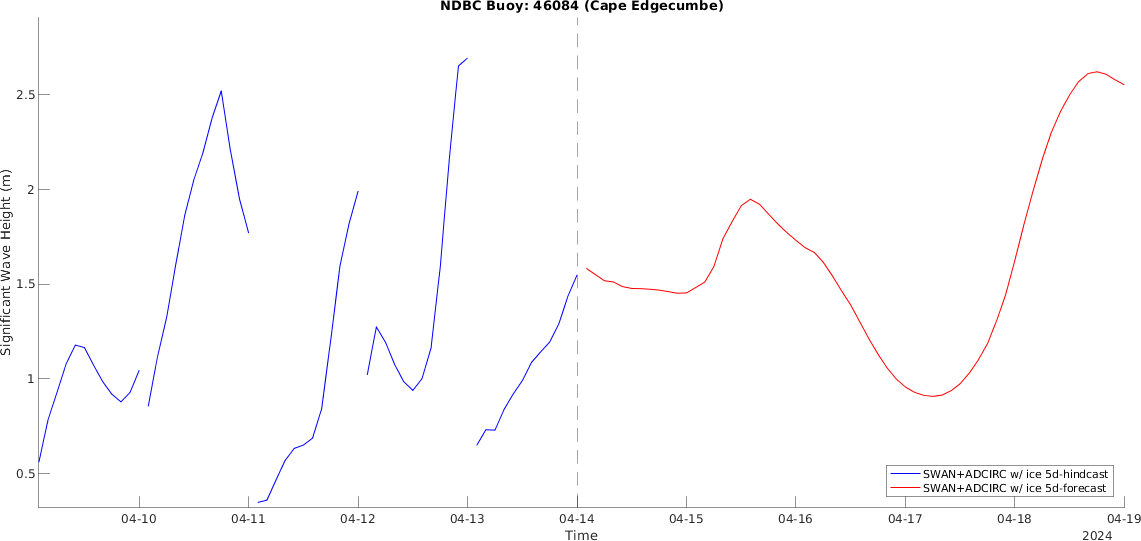 NDBC Buoy: 46084 (Cape Edgecumbe)
Significant Wave Height (m)
2.5
2
1.5
1
0.5
SWAN+ADCIRC w/ ice 5d-hindcast
SWAN+ADCIRC w/ ice 5d-forecast
04-10 04-11 04-12 04-13 04-14 04-15 04-16 04-17 04-18 04-19
Time
2024